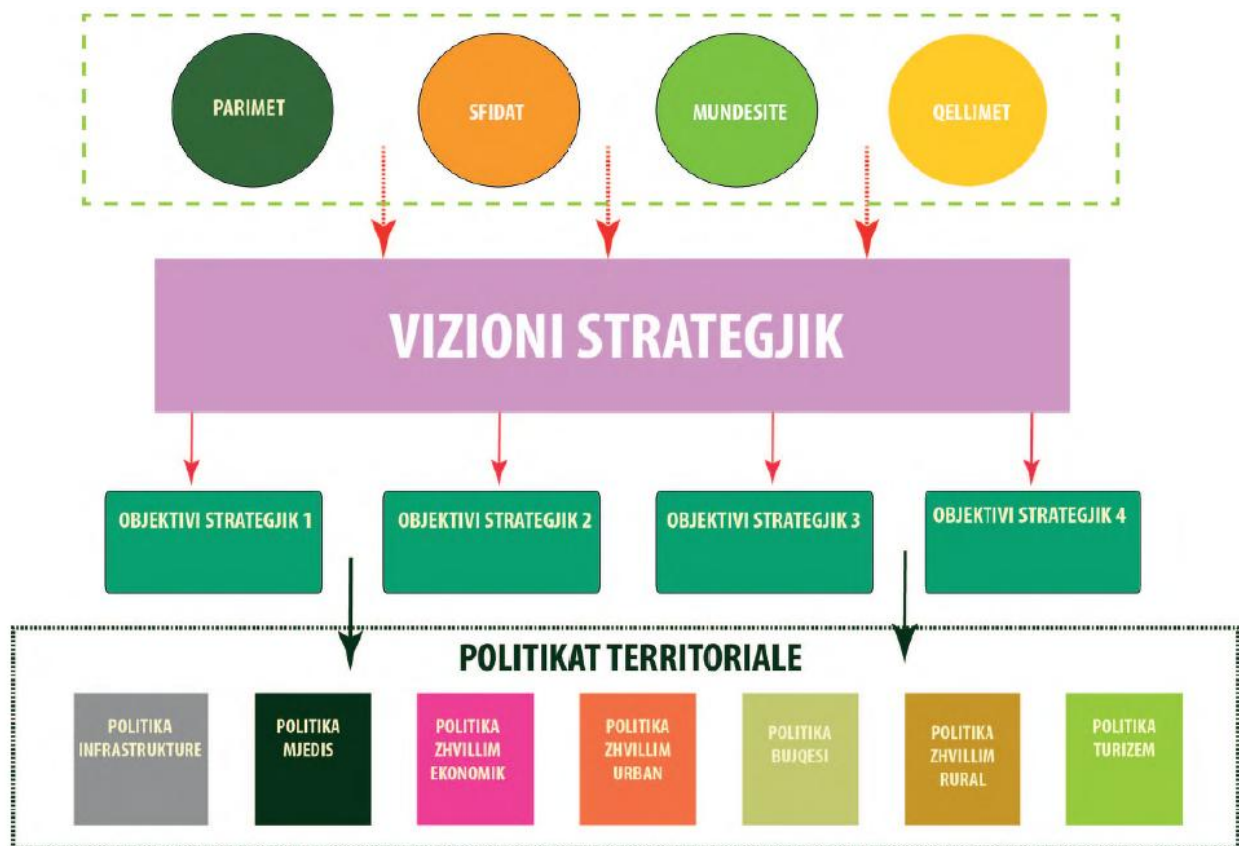 PARIMET
SFIDAT
MUNDESITE
QELLIMET
VIZIONI STRATEGJIK
OBJEKTIVI STRATEGJIK 1
OBJEKTIVI STRATEGJIK 2
OBJEKTIVI STRATEGJIK 3
OBJEKTIVI STRATEGJIK 4
POLITIKAT TERRITORIALE
POLITIKA
INFRASTRUKTURE
POLITIKA
MJEDIS
POLITIKA
ZHVILLIM
EKONOMIK
POLITIKA
ZHVILLIM
URBAN
POLITIKA
BUJQESI
POLITIKA
ZHVILLIM
RURAL
POLITIKA
TURIZEM